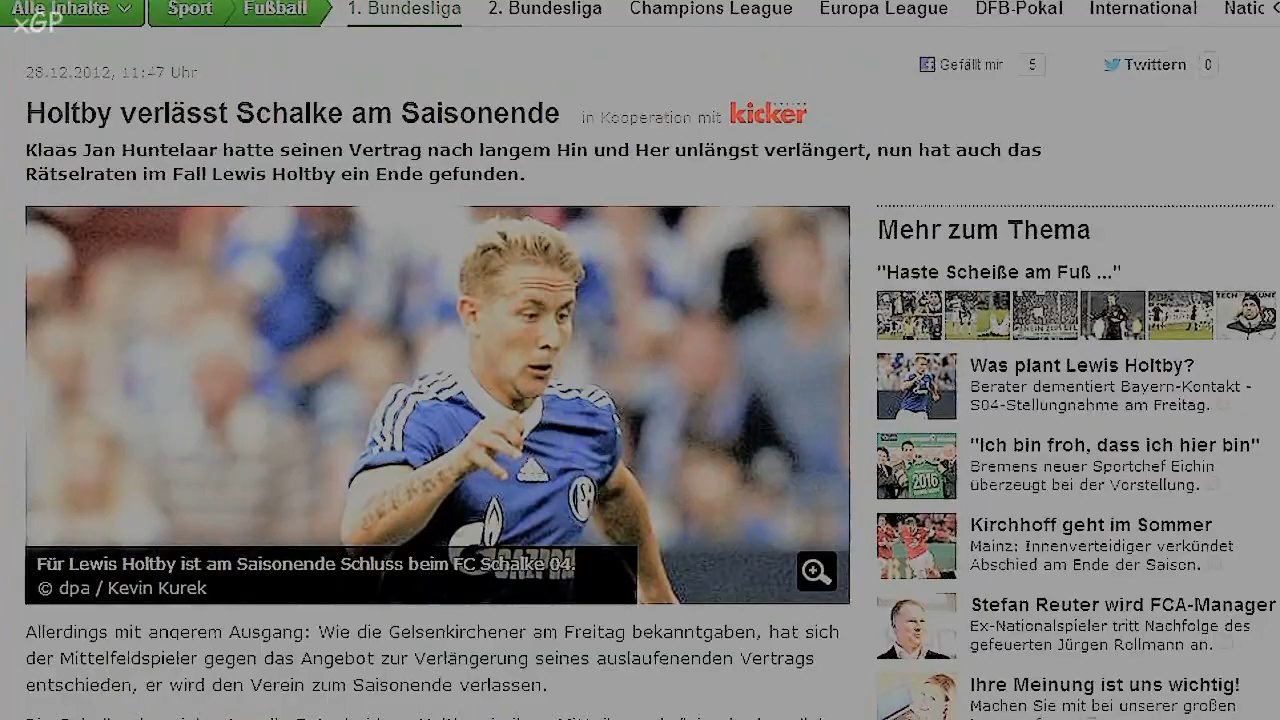 Alle Inhalte Sport Fußball 1. Bundesliga 2. Bundesliga Champions League Europa League DFB-Pokal International
xGP
28.12.2012, 11:47 Uhr
Gefällt mir 5 Twittern 0
Holtby verlässt Schalke am Saisonende in Kooperation mit kicker
Klaas Jan Huntelaar hatte seinen Vertrag nach langem Hin und Her unlängst verlängert, nun hat auch das
Rätselraten im Fall Lewis Holtby ein Ende gefunden.
Für Lewis Holtby ist am Saisonende Schluss beim FC Schalke 04.
© dpa / Kevin Kurek
Allerdings mit anderem Ausgang: Wie die Gelsenkirchener am Freitag bekanntgaben, hat sich
der Mittelfeldspieler gegen das Angebot zur Verlängerung seines auslaufenden Vertrags
entschieden, er wird den Verein zum Saisonende verlassen.
Mehr zum Thema
"Haste Scheiße am Fuß ..."
Was plant Lewis Holtby?
Berater dementiert Bayern-Kontakt -
S04-Stellungnahme am Freitag.
2016
"Ich bin froh, dass ich hier bin"
Bremens neuer Sportchef Eichin
überzeugt bei der Vorstellung.
Kirchhoff geht im Sommer
Mainz: Innenverteidiger verkündet
Abschied am Ende der Saison.
Stefan Reuter wird FCA-Manager
Ex-Nationalspieler tritt Nachfolge des
gefeuerten Jürgen Rollmann an.
Ihre Meinung ist uns wichtig!
Machen Sie mit bei unserer großen